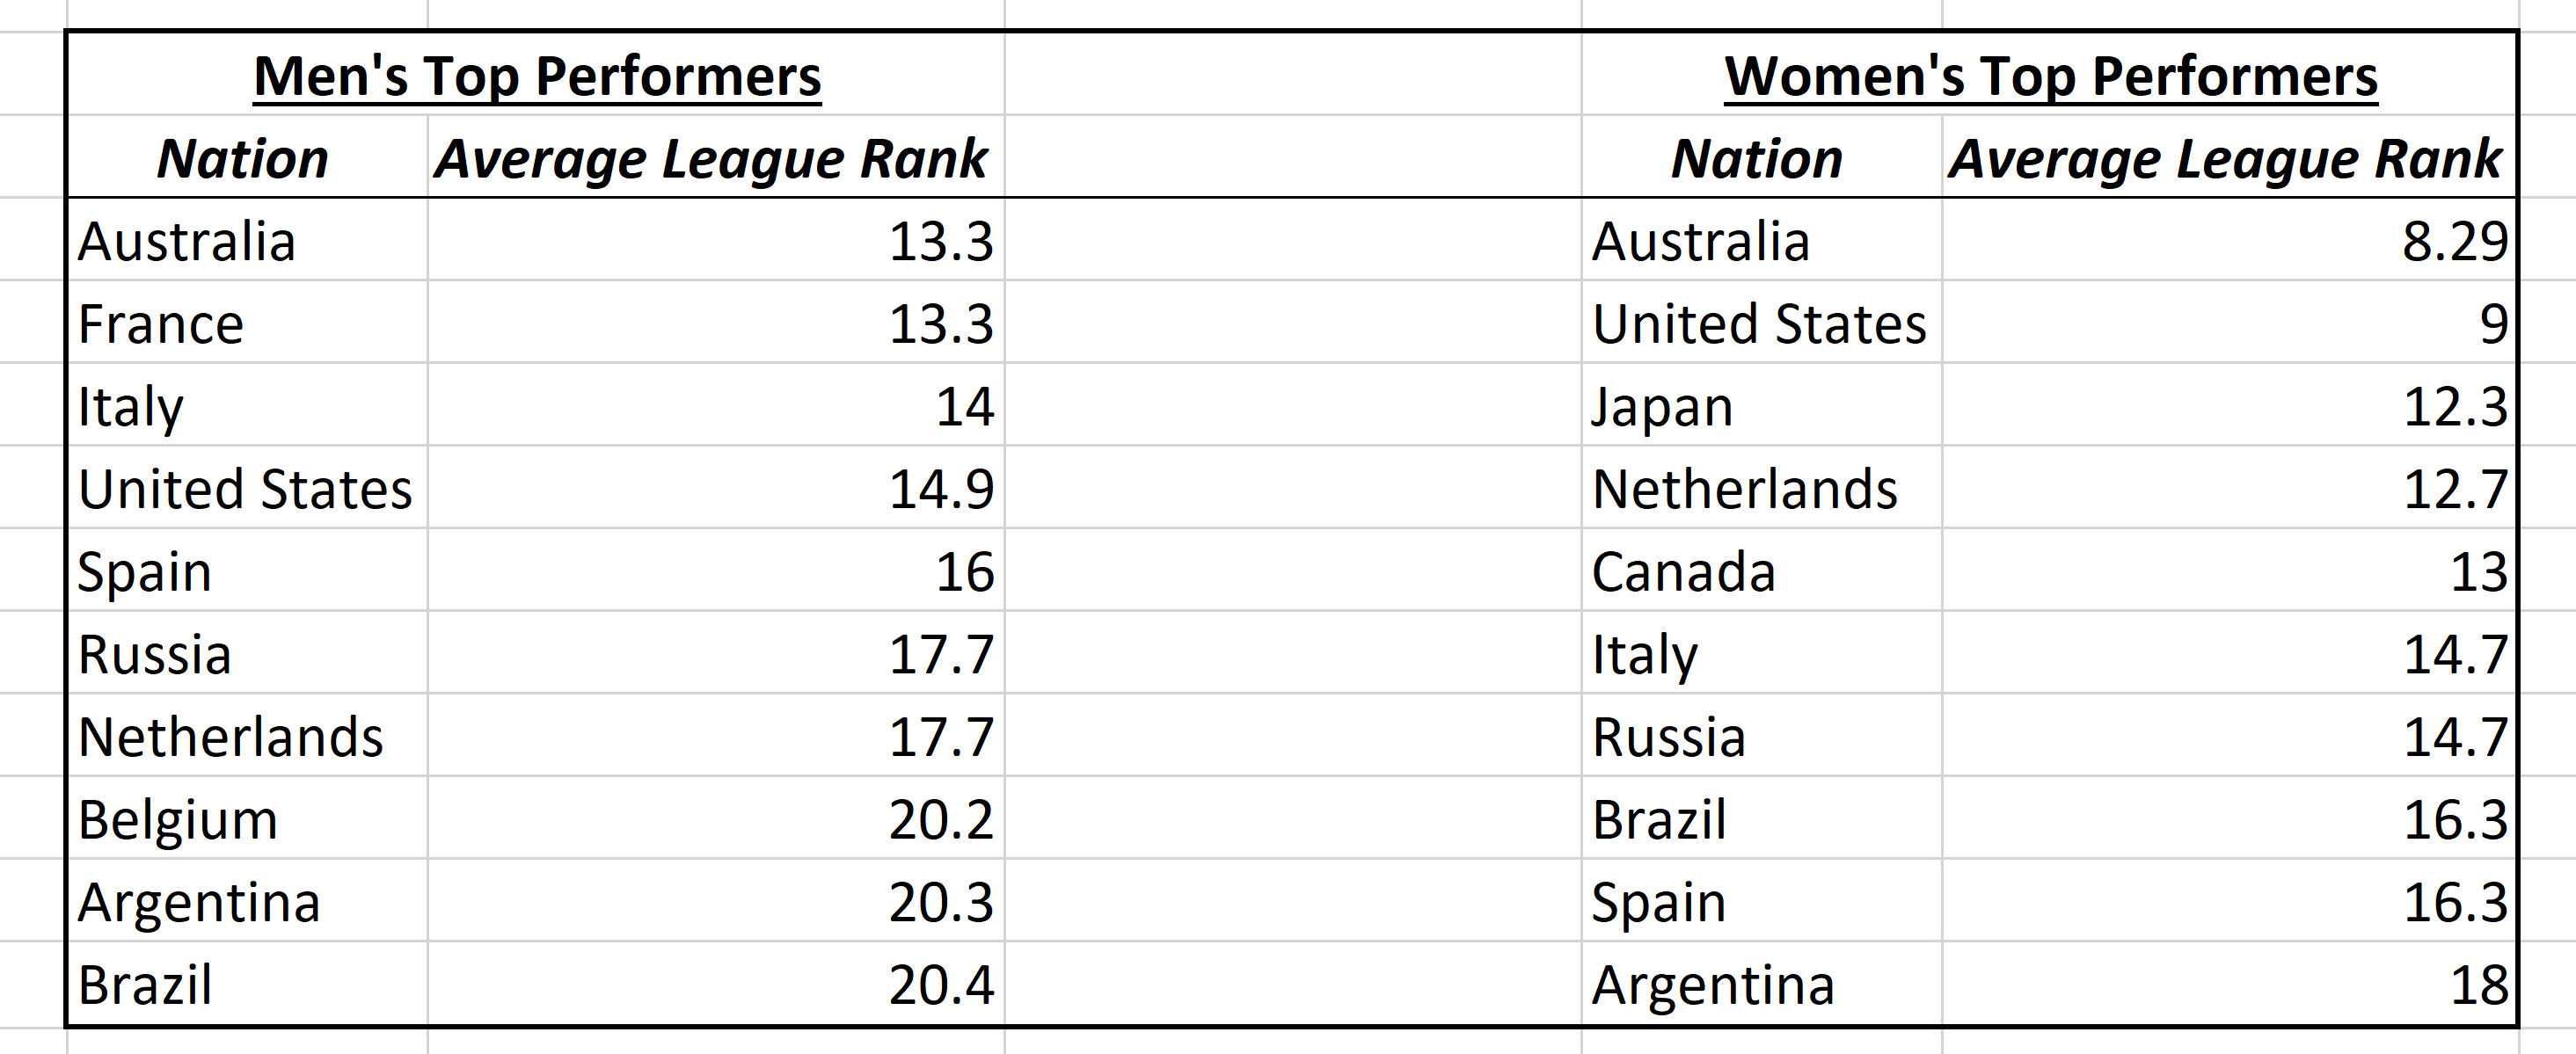 Men's Top Performers Women's Top Performers
Nation Average League Rank Nation Average League Rank
Australia 13.3 Australia 8.29
France 13.3 United States 9
Italy 14 Japan 12.3
United States 14.9 Netherlands 12.7
Spain 16 Canada 13
Russia 17.7 Italy 14.7
Netherlands 17.7 Russia 14.7
Belgium 20.2 Brazil 16.3
Argentina 20.3 Spain 16.3
Brazil 20.4 Argentina 18